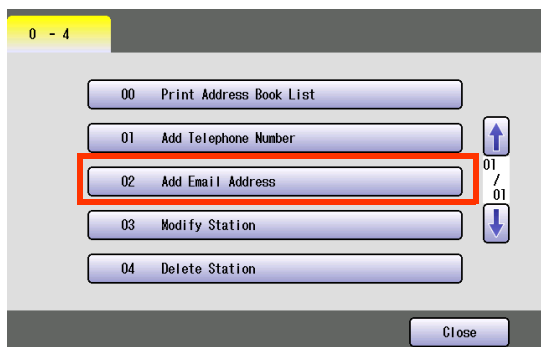 0 - 4
00 Print Address Book List
01 Add Telephone Number
02 Add Email Address
03 Modify Station
04 Delete Station
01
/
01
Close